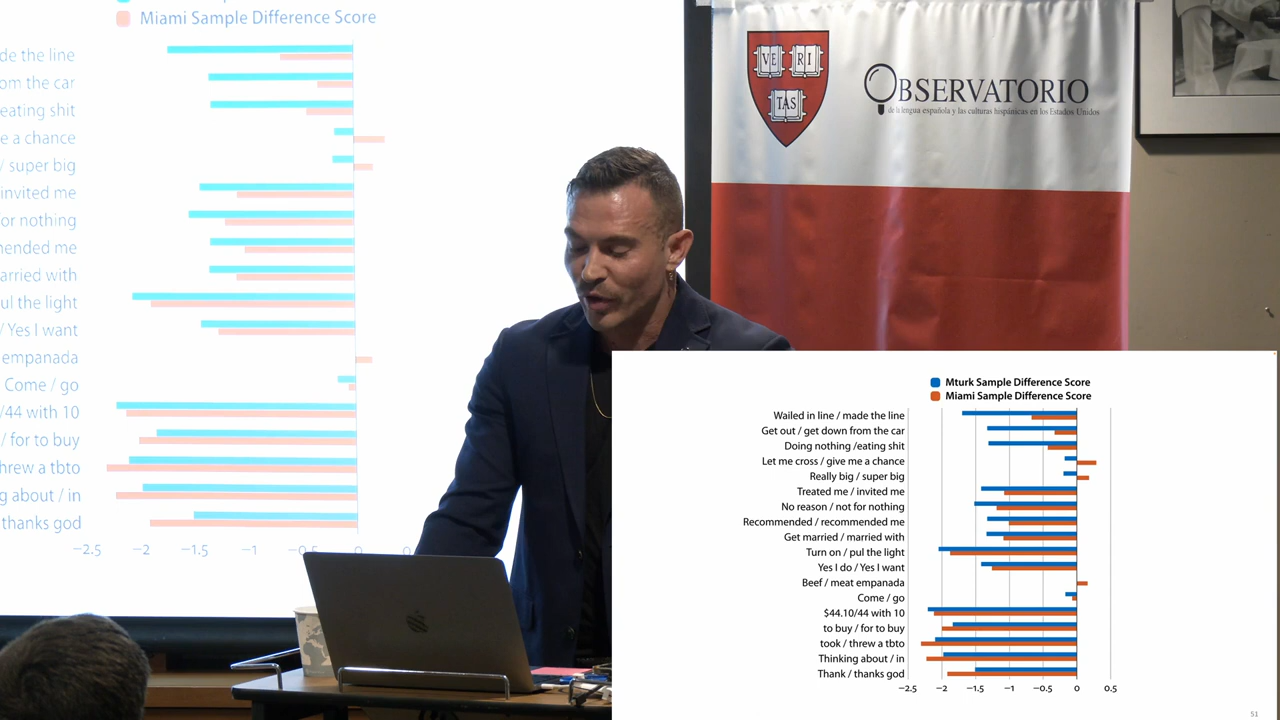 Miami Sample Difference Score
de the line
om the car
eating shit
e a chance
/ super big
invited me
or nothing
mended me
arried with
ul the light
/ Yes I want
empanada
Come / go
/44 with 10
/ for to buy
hrew a tbto
g about / in
thanks god
−2.5 −2 −1.5 −1 −0.5 0
VE RI
TAS
OBSERVATORIO
de la lengua española y las culturas hispánicas en los Estados Unidos
Mturk Sample Difference Score
Miami Sample Difference Score
Wailed in line / made the line
Get out / get down from the car
Doing nothing /eating shit
Let me cross / give me a chance
Really big / super big
Treated me / invited me
No reason / not for nothing
Recommended / recommended me
Get married / married with
Turn on / pul the light
Yes I do / Yes I want
Beef / meat empanada
Come / go
$44.10/44 with 10
to buy / for to buy
took / threw a tbto
Thinking about / in
Thank / thanks god
−2.5 −2 −1.5 −1 −0.5 0 0.5
51